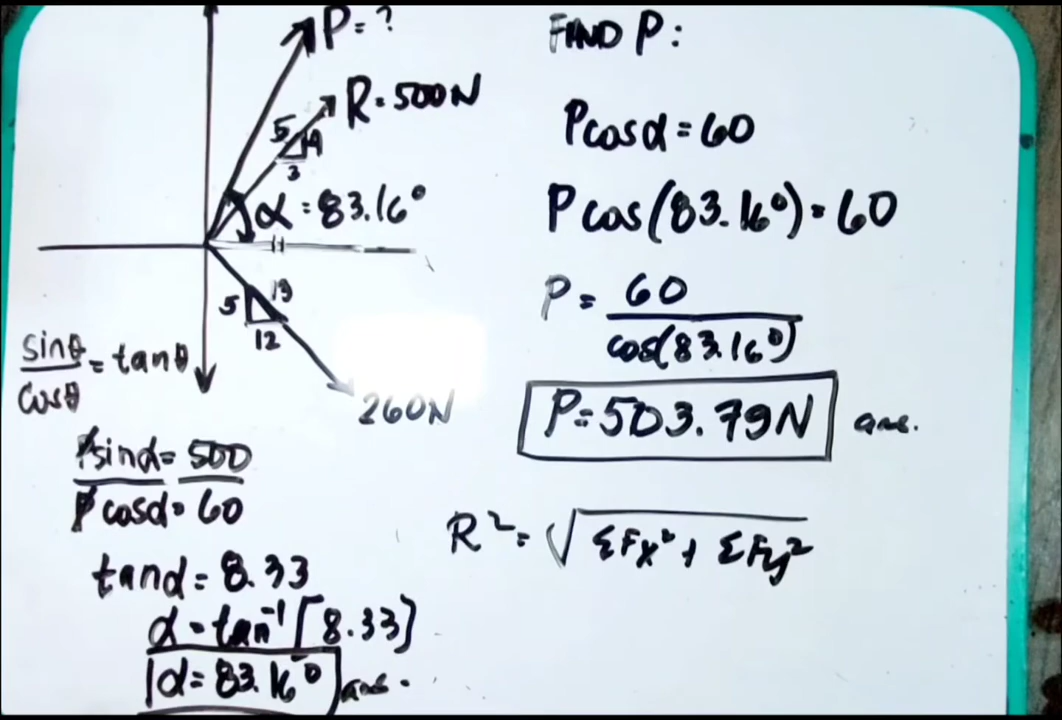 P = ?
R = 500N
5 4
3
α = 83.16°
5 13
12
260N
sinθ/cosθ = tanθ
Psinα = 500
Pcosα = 60
tanα = 8.33
α = tan⁻¹[8.33]
α = 83.16° ans.
FIND P:
Pcosα = 60
Pcos(83.16°) = 60
P = 60
cos(83.16°)
P = 503.79N ans.
R² = √ΣFx² + ΣFy²